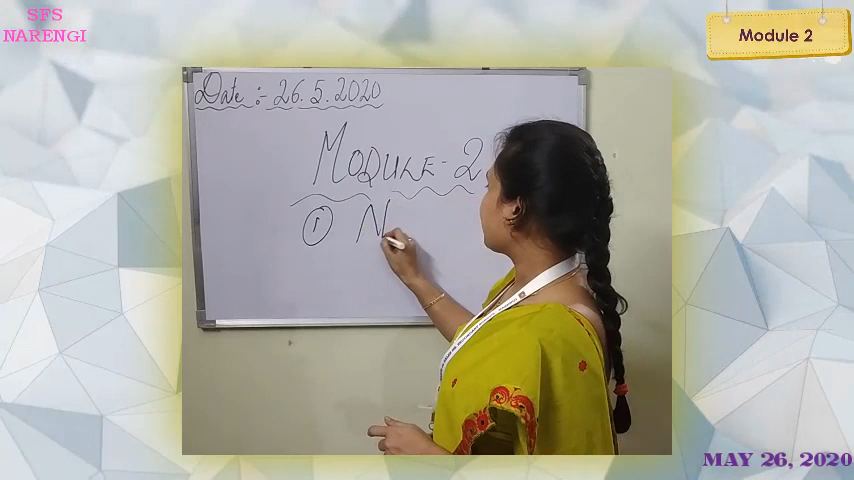 SFS
NARENGI
Module 2
Date :- 26.5.2020
MODULE-2
① N
MAY 26, 2020